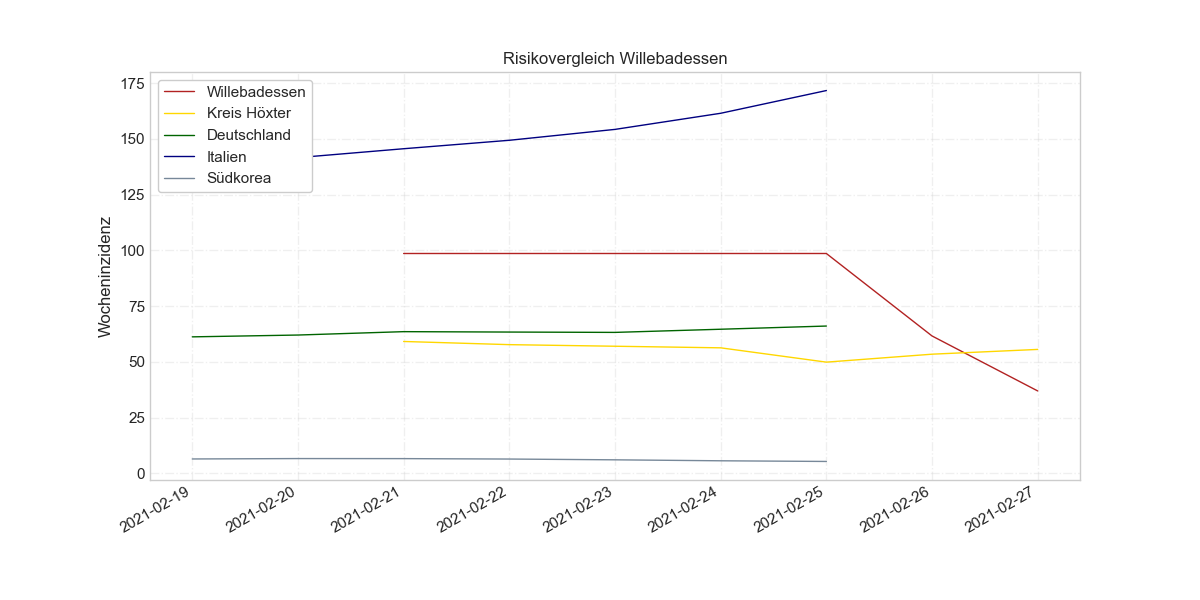 Risikovergleich Willebadessen
Willebadessen
Kreis Höxter
Deutschland
Italien
Südkorea
Wocheninzidenz
175
150
125
100
75
50
25
0
2021-02-19
2021-02-20
2021-02-21
2021-02-22
2021-02-23
2021-02-24
2021-02-25
2021-02-26
2021-02-27